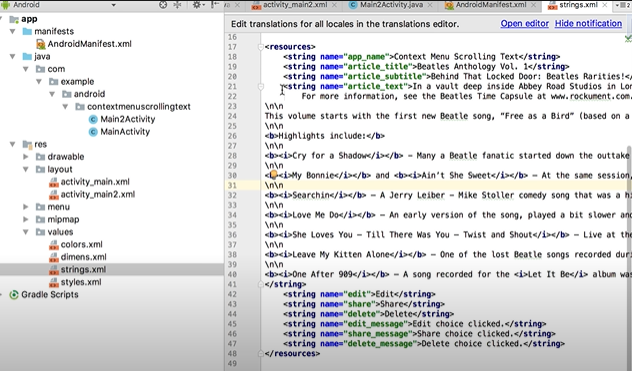 Android
app
manifests
AndroidManifest.xml
java
com
example
android
contextmenuscrollingtext
Main2Activity
MainActivity
res
drawable
layout
activity_main.xml
activity_main2.xml
menu
mipmap
values
colors.xml
dimens.xml
strings.xml
styles.xml
Gradle Scripts
activity_main2.xml Main2Activity.java AndroidManifest.xml strings.xml
Edit translations for all locales in the translations editor. Open editor Hide notification
16
17 <resources>
18 <string name="app_name">Context Menu Scrolling Text</string>
19 <string name="article_title">Beatles Anthology Vol. 1</string>
20 <string name="article_subtitle">Behind That Locked Door: Beatles Rarities!</
21 <string name="article_text">In a vault deep inside Abbey Road Studios in Lon
22 For more information, see the Beatles Time Capsule at www.rockument.com.
23 \n\n
24 This volume starts with the first new Beatle song, "Free as a Bird" (based on a
25 \n\n
26 <b>Highlights include:</b>
27 \n\n
28 <b><i>Cry for a Shadow</i></b> – Many a Beatle fanatic started down the outtake
29 \n\n
30 <b><i>My Bonnie</i></b> and <b><i>Ain't She Sweet</i></b> – At the same session,
31 \n\n
32 <b><i>Searchin</i></b> – A Jerry Leiber – Mike Stoller comedy song that was a hi
33 \n\n
34 <b><i>Love Me Do</i></b> – An early version of the song, played a bit slower and
35 \n\n
36 <b><i>She Loves You – Till There Was You – Twist and Shout</i></b> – Live at the
37 \n\n
38 <b><i>Leave My Kitten Alone</i></b> – One of the lost Beatle songs recorded duri
39 \n\n
40 <b><i>One After 909</i></b> – A song recorded for the <i>Let It Be</i> album was
41 </string>
42 <string name="edit">Edit</string>
43 <string name="share">Share</string>
44 <string name="delete">Delete</string>
45 <string name="edit_message">Edit choice clicked.</string>
46 <string name="share_message">Share choice clicked.</string>
47 <string name="delete_message">Delete choice clicked.</string>
48 </resources>
49